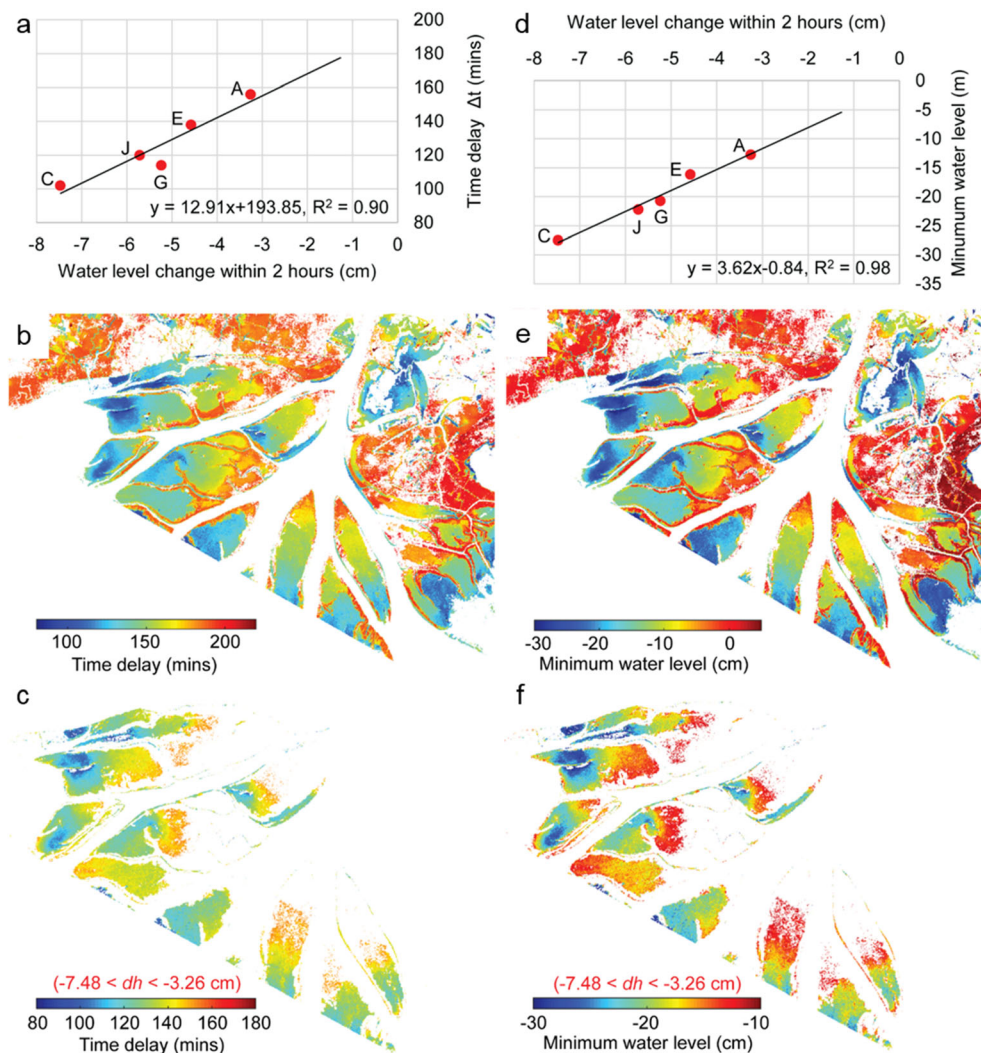 a
200
180
160
140
120
100
80
Time delay Δt (mins)
A
E
J
G
C
y = 12.91x+193.85, R² = 0.90
-8 -7 -6 -5 -4 -3 -2 -1 0
Water level change within 2 hours (cm)
d
Water level change within 2 hours (cm)
-8 -7 -6 -5 -4 -3 -2 -1 0
0
-5
-10
-15
-20
-25
-30
-35
Minumum water level (m)
A
E
G
J
C
y = 3.62x-0.84, R² = 0.98
b
100 150 200
Time delay (mins)
e
-30 -20 -10 0
Minimum water level (cm)
c
(-7.48 < dh < -3.26 cm)
80 100 120 140 160 180
Time delay (mins)
f
(-7.48 < dh < -3.26 cm)
-30 -20 -10
Minimum water level (cm)